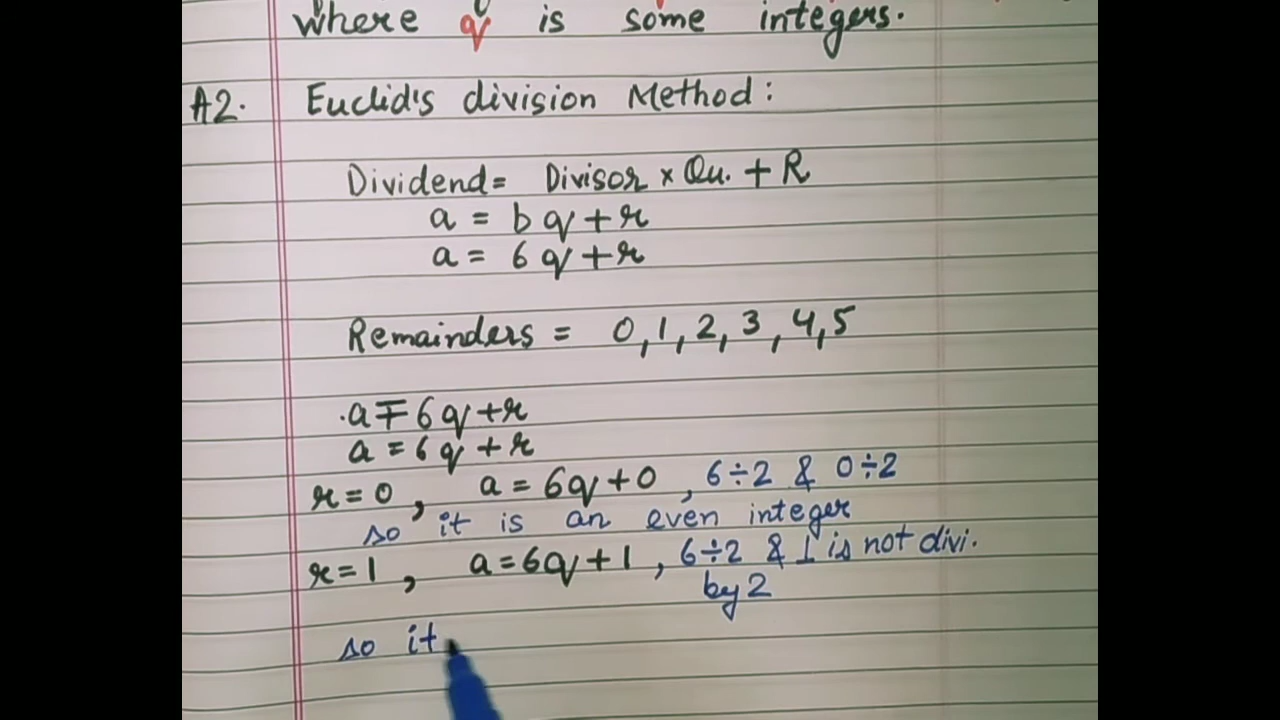 where q is some integers.
A2. Euclid's division Method:
Dividend= Divisor × Qu. + R
a = bq + r
a = 6q + r
Remainders = 0, 1, 2, 3, 4, 5
.a = 6q + r
a = 6q + r
r = 0, a = 6q + 0, 6÷2 & 0÷2
so it is an even integer
r = 1, a = 6q + 1, 6÷2 & 1 is not divi.
by 2
so it